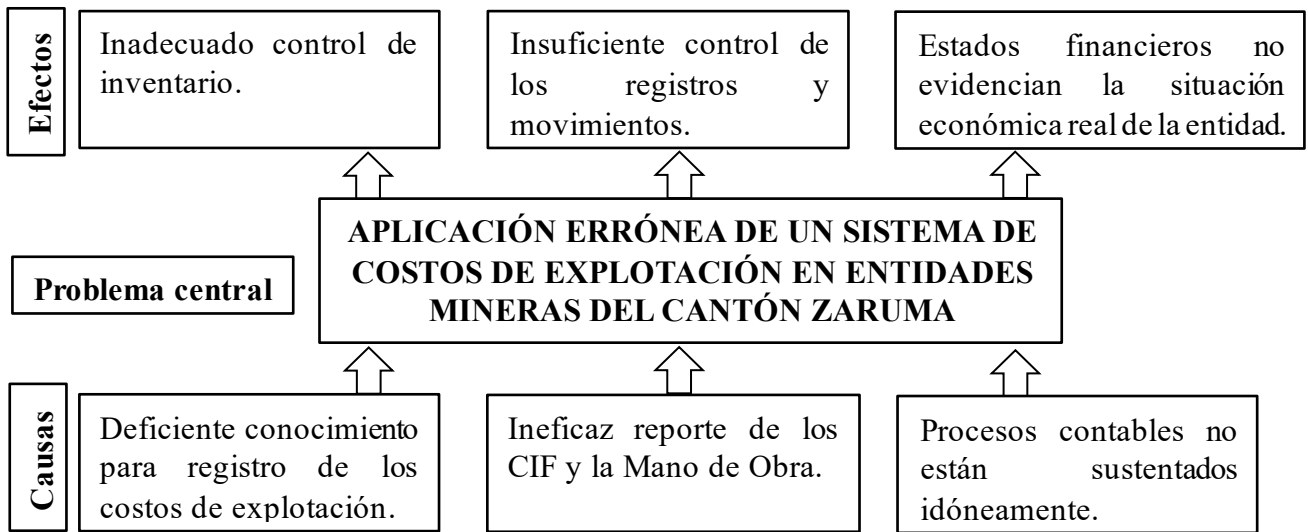 Efectos
Inadecuado control de
inventario.
Insuficiente control de
los registros y
movimientos.
Estados financieros no
evidencian la situación
económica real de la entidad.
Problema central
APLICACIÓN ERRÓNEA DE UN SISTEMA DE
COSTOS DE EXPLOTACIÓN EN ENTIDADES
MINERAS DEL CANTÓN ZARUMA
Causas
Deficiente conocimiento
para registro de los
costos de explotación.
Ineficaz reporte de los
CIF y la Mano de Obra.
Procesos contables no
están sustentados
idóneamente.